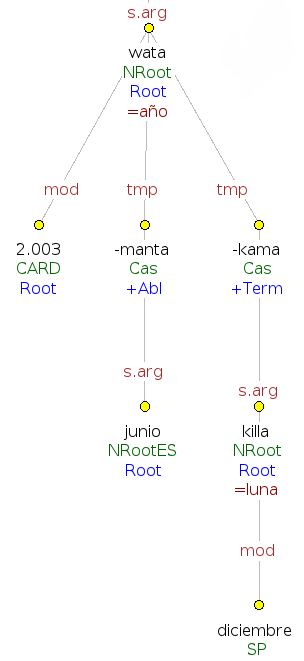 s.arg
wata
NRoot
Root
=año
mod tmp tmp
2.003 -manta -kama
CARD Cas Cas
Root +Abl +Term
s.arg s.arg
junio killa
NRootES NRoot
Root Root
=luna
mod
diciembre
SP